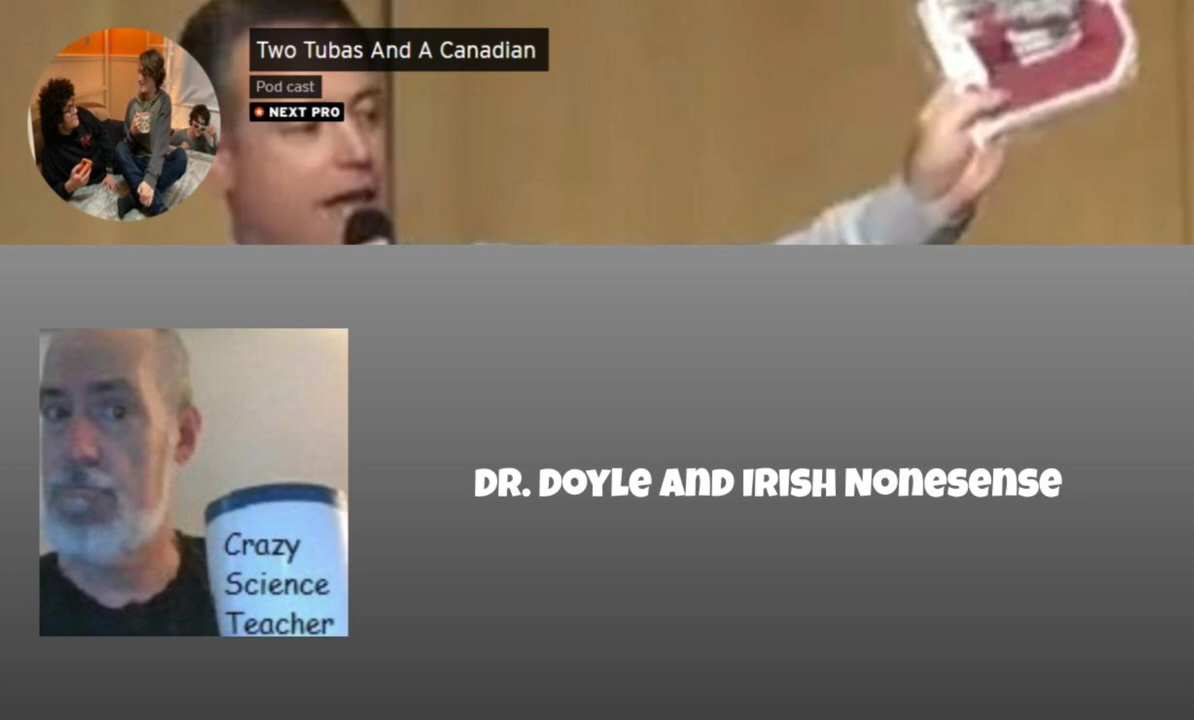 Two Tubas And A Canadian
Pod cast
NEXT PRO
Crazy
Science
Teacher
DR. DOYLE AND IRISH NONESENSE